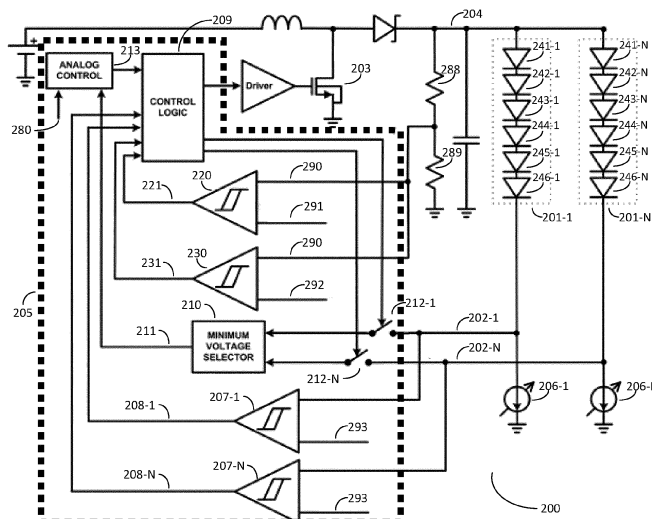 209
204
+
213
ANALOG
CONTROL
CONTROL
LOGIC
Driver
203
288
280
289
241-1
242-1
243-1
244-1
245-1
246-1
241-N
242-N
243-N
244-N
245-N
246-N
201-1
201-N
290
221
220
291
290
231
230
292
205
210
211
MINIMUM
VOLTAGE
SELECTOR
212-1
202-1
202-N
212-N
206-1
208-1
207-1
293
208-N
207-N
293
200